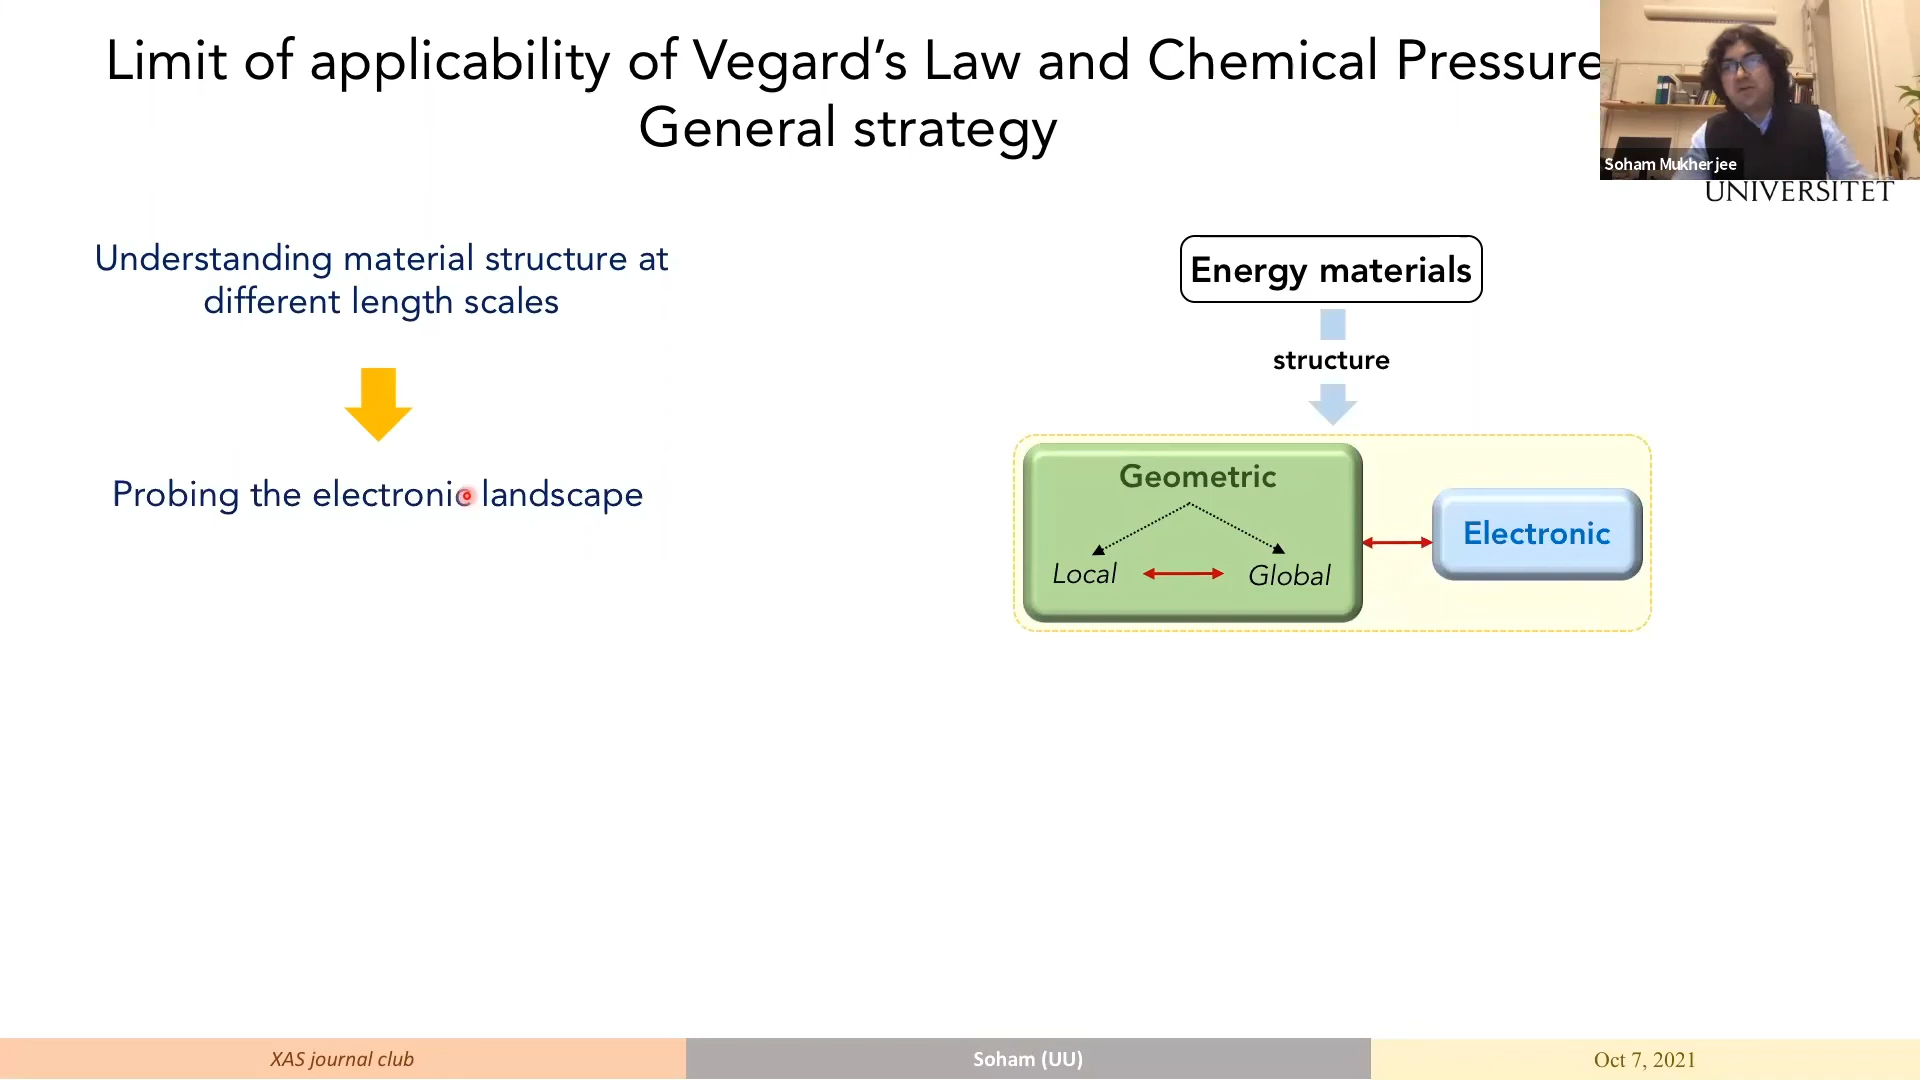 Limit of applicability of Vegard’s Law and Chemical Pressure
General strategy
Soham Mukherjee
UNIVERSITET
Understanding material structure at
different length scales
Probing the electronic landscape
Energy materials
structure
Geometric
Local
Global
Electronic
XAS journal club
Soham (UU)
Oct 7, 2021